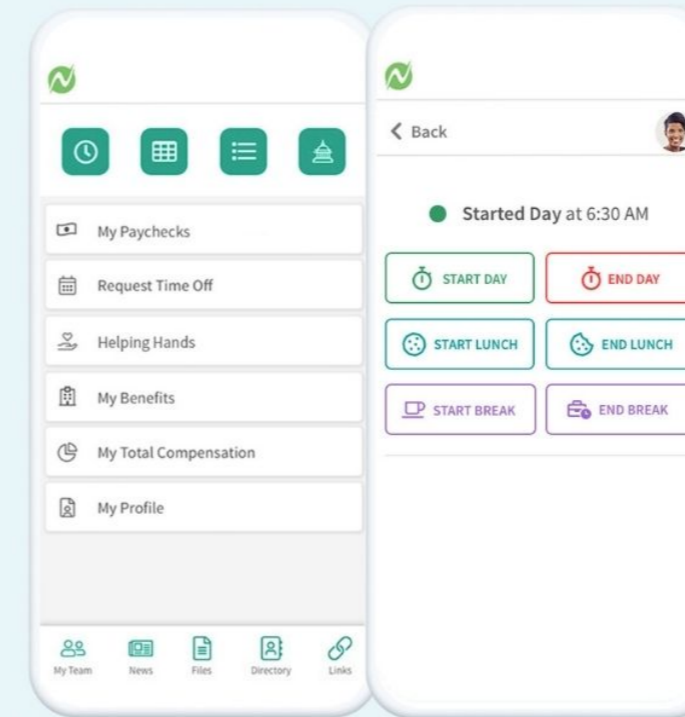 My Paychecks
Request Time Off
Helping Hands
My Benefits
My Total Compensation
My Profile
My Team News Files Directory Links
Back
Started Day at 6:30 AM
START DAY END DAY
START LUNCH END LUNCH
START BREAK END BREAK